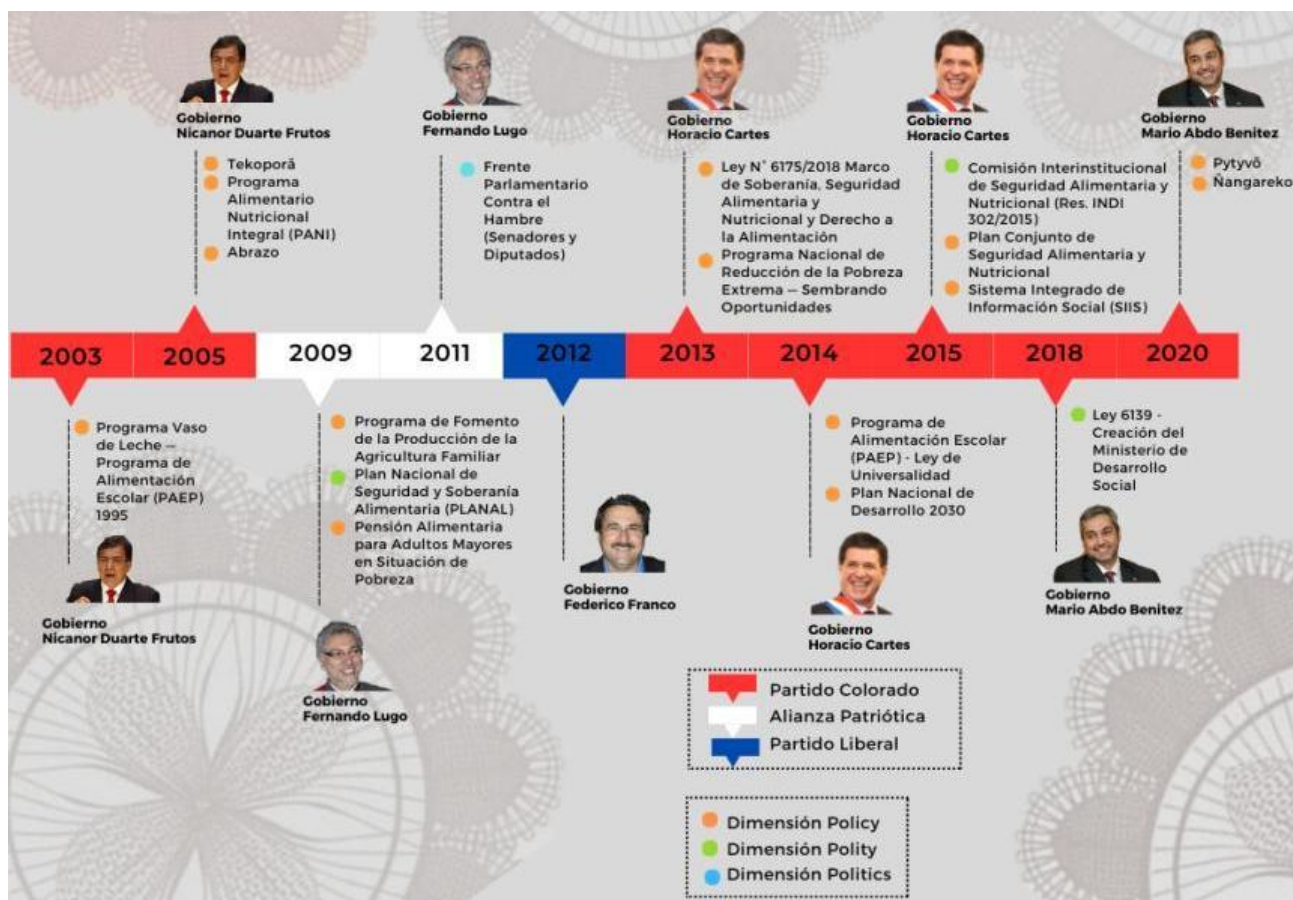 Gobierno
Nicanor Duarte Frutos
Tekoporã
Programa
Alimentario
Nutricional
Integral (PANI)
Abrazo
Gobierno
Fernando Lugo
Frente
Parlamentario
Contra el
Hambre
(Senadores y
Diputados)
Gobierno
Horacio Cartes
Ley N° 6175/2018 Marco
de Soberanía, Seguridad
Alimentaria y
Nutricional y Derecho a
la Alimentación
Programa Nacional de
Reducción de la Pobreza
Extrema – Sembrando
Oportunidades
Gobierno
Horacio Cartes
Comisión Interinstitucional
de Seguridad Alimentaria y
Nutricional (Res. INDI
302/2015)
Plan Conjunto de
Seguridad Alimentaria y
Nutricional
Sistema Integrado de
Información Social (SIIS)
Gobierno
Mario Abdo Benitez
Pytyvõ
Ñangareko
2003 2005 2009 2011 2012 2013 2014 2015 2018 2020
Programa Vaso
de Leche –
Programa de
Alimentación
Escolar (PAEP)
1995
Gobierno
Nicanor Duarte Frutos
Programa de Fomento
de la Producción de la
Agricultura Familiar
Plan Nacional de
Seguridad y Soberanía
Alimentaria (PLANAL)
Pensión Alimentaria
para Adultos Mayores
en Situación de
Pobreza
Gobierno
Fernando Lugo
Gobierno
Federico Franco
Programa de
Alimentación Escolar
(PAEP) - Ley de
Universalidad
Plan Nacional de
Desarrollo 2030
Gobierno
Horacio Cartes
Ley 6139 -
Creación del
Ministerio de
Desarrollo
Social
Gobierno
Mario Abdo Benitez
Partido Colorado
Alianza Patriótica
Partido Liberal
Dimensión Policy
Dimensión Polity
Dimensión Politics